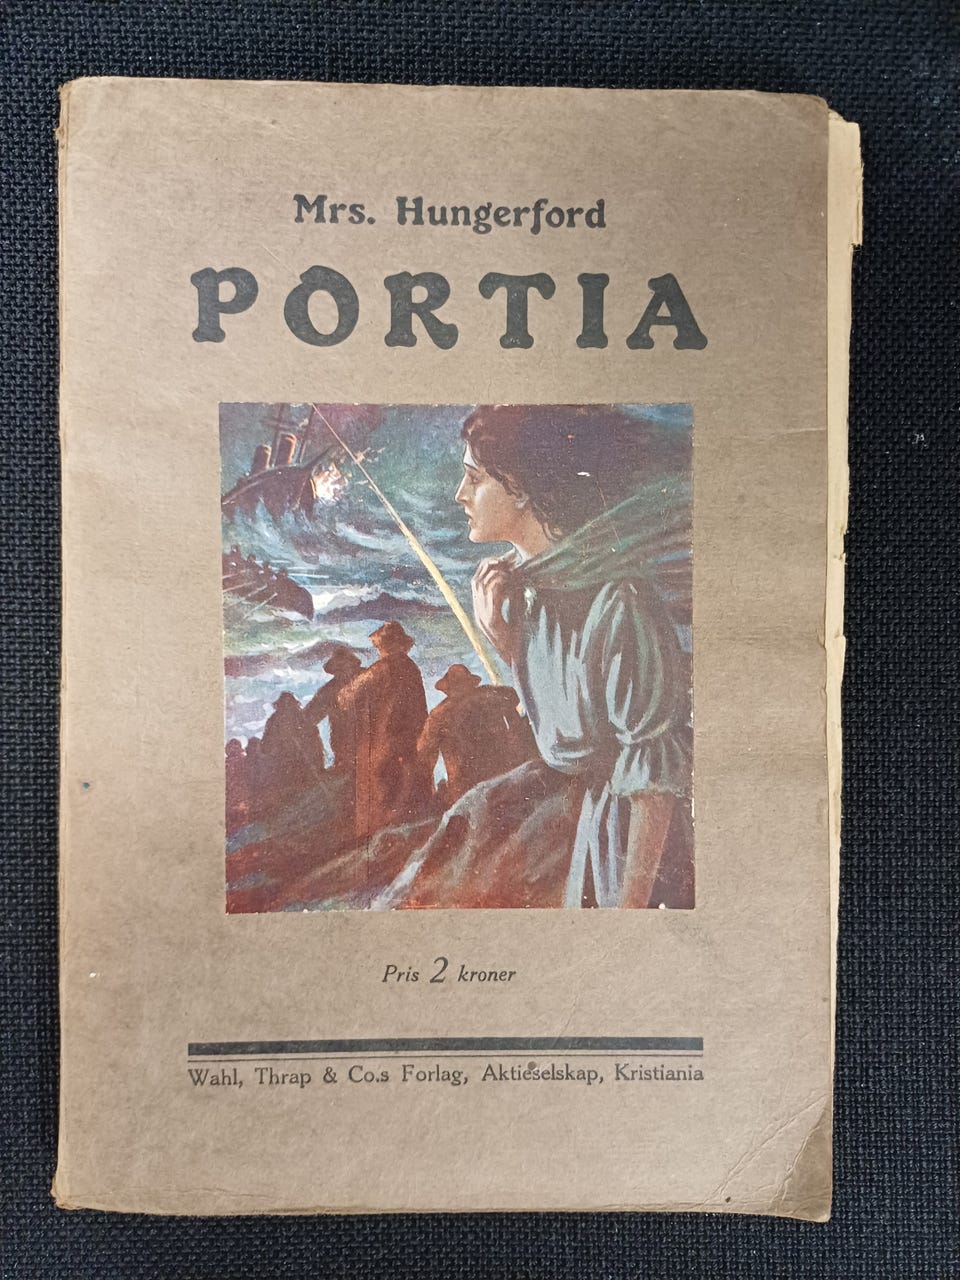 Mrs. Hungerford
PORTIA
Pris 2 kroner
Wahl, Thrap & Co.s Forlag, Aktieselskap, Kristiania